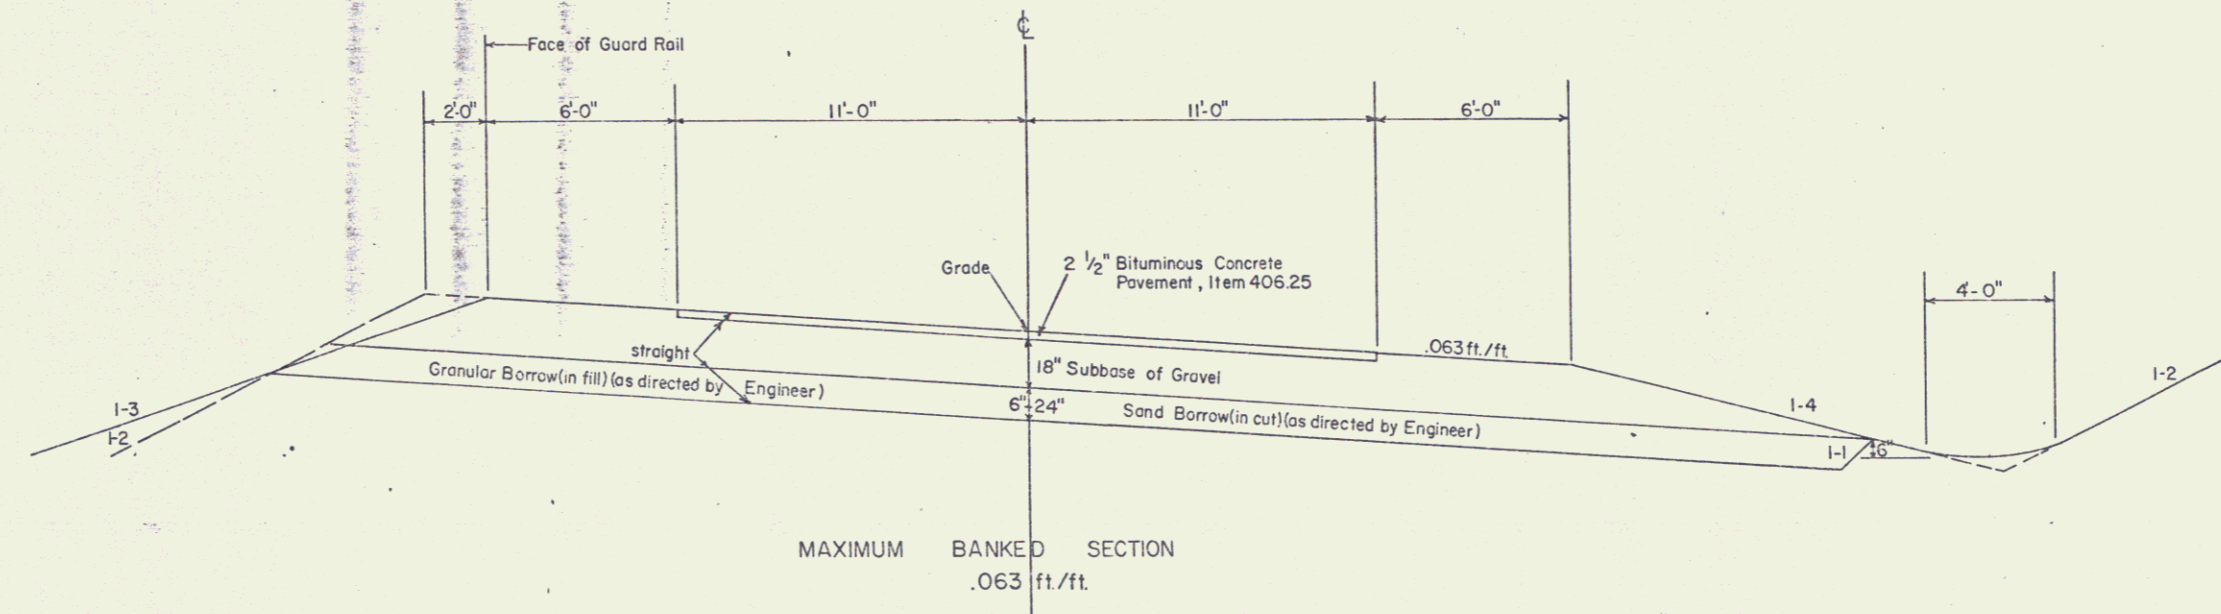 ℄
Face of Guard Rail
2'-0" 6'-0" 11'-0" 11'-0" 6'-0"
Grade
2 1/2" Bituminous Concrete
Pavement, Item 406.25
4'-0"
straight
.063 ft./ft.
18" Subbase of Gravel
Granular Borrow (in fill) (as directed by Engineer)
6"-24"
Sand Borrow (in cut) (as directed by Engineer)
1-3
1-2
1-4
1-2
1-1
6"
MAXIMUM BANKED SECTION
.063 ft./ft.